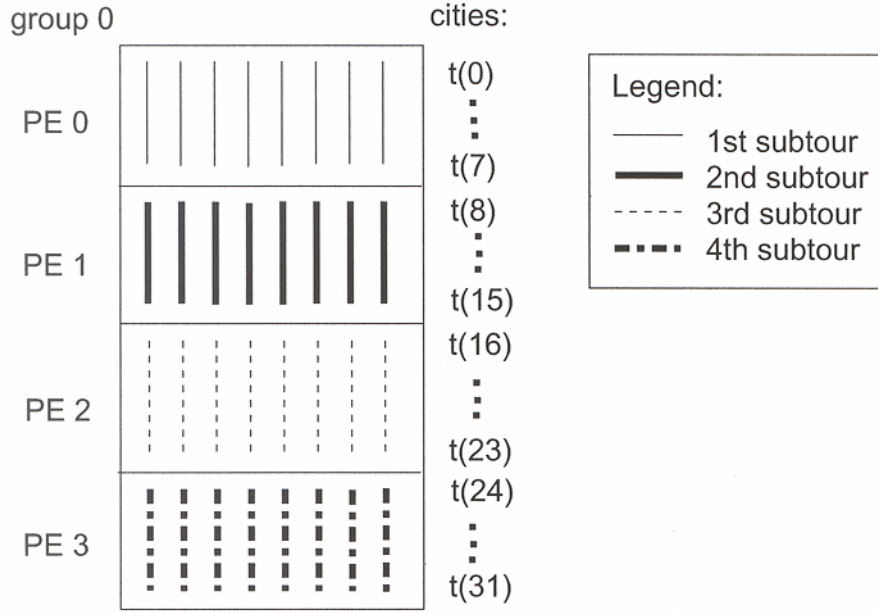 group 0
cities:
PE 0
t(0)
t(7)
PE 1
t(8)
t(15)
PE 2
t(16)
t(23)
PE 3
t(24)
t(31)
Legend:
1st subtour
2nd subtour
3rd subtour
4th subtour